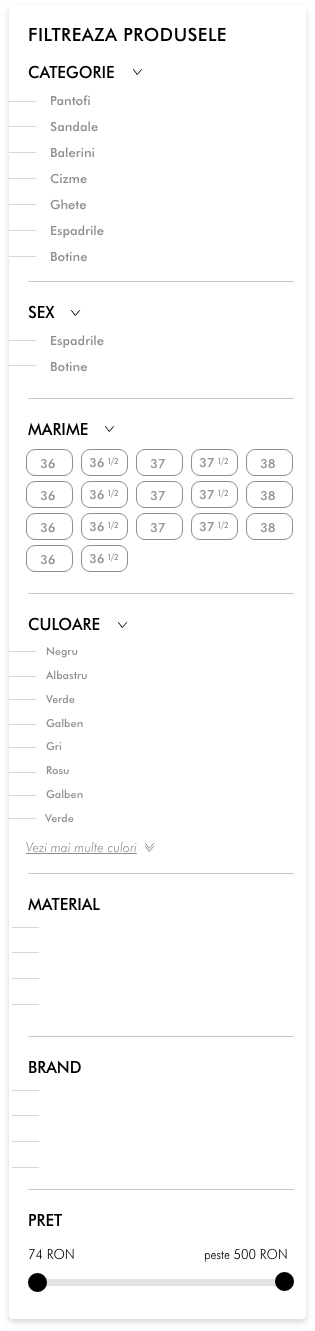 FILTREAZA PRODUSELE
CATEGORIE
Pantofi
Sandale
Balerini
Cizme
Ghete
Espadrile
Botine
SEX
Espadrile
Botine
MARIME
36 36 1/2 37 37 1/2 38
36 36 1/2 37 37 1/2 38
36 36 1/2 37 37 1/2 38
36 36 1/2
CULOARE
Negru
Albastru
Verde
Galben
Gri
Rosu
Galben
Verde
Vezi mai multe culori
MATERIAL
BRAND
PRET
74 RON peste 500 RON